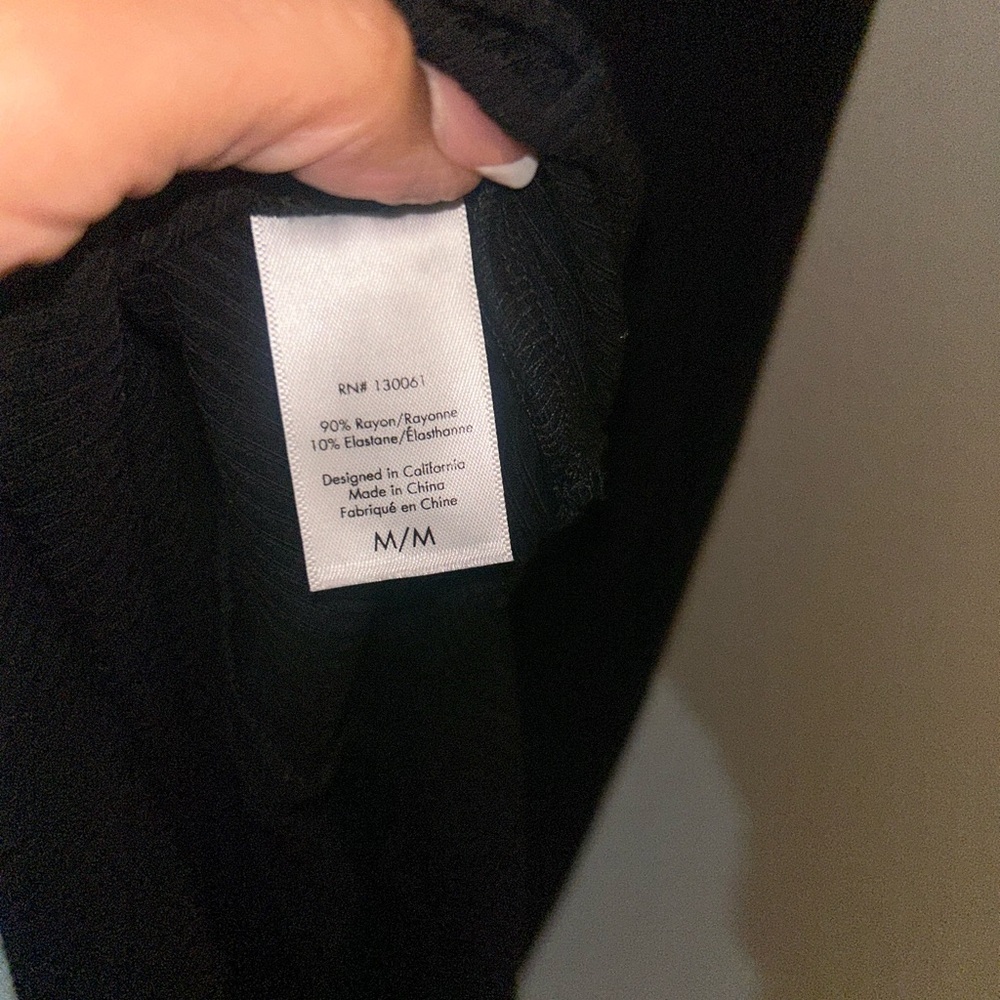 RN# 130061
90% Rayon/Rayonne
10% Elastane/Élasthanne
Designed in California
Made in China
Fabriqué en Chine
M/M